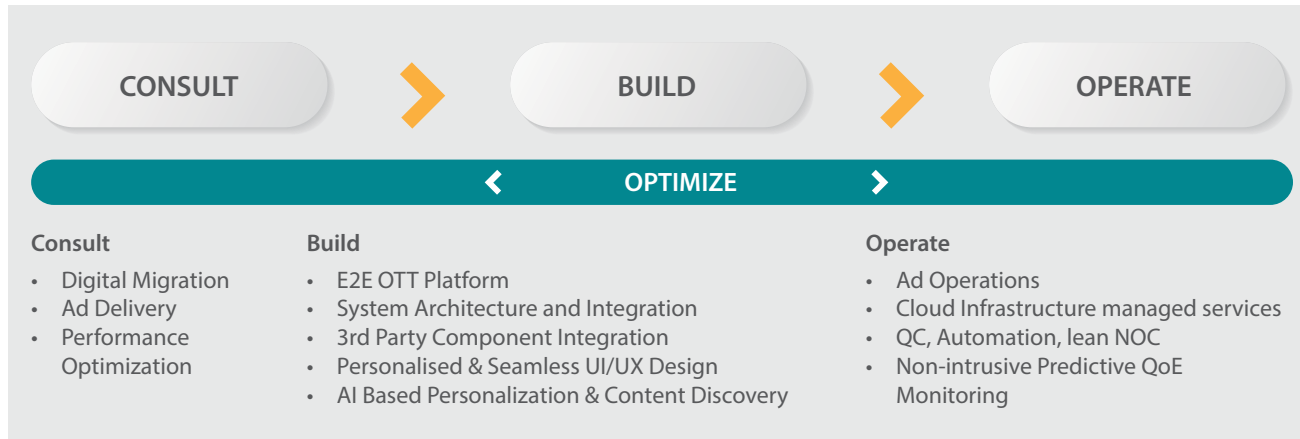 CONSULT
BUILD
OPERATE
OPTIMIZE
Consult
• Digital Migration
• Ad Delivery
• Performance
Optimization
Build
• E2E OTT Platform
• System Architecture and Integration
• 3rd Party Component Integration
• Personalised & Seamless UI/UX Design
• AI Based Personalization & Content Discovery
Operate
• Ad Operations
• Cloud Infrastructure managed services
• QC, Automation, lean NOC
• Non-intrusive Predictive QoE
Monitoring